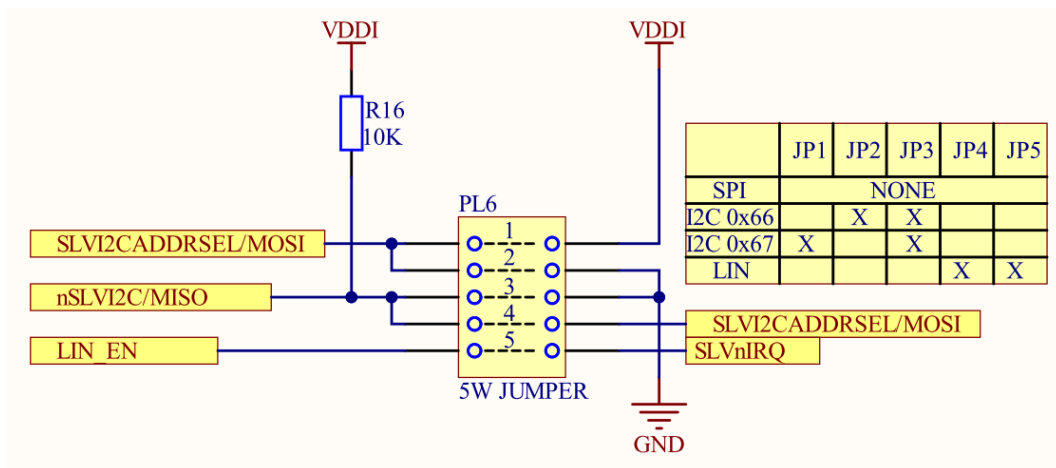 VDDI
VDDI
R16
10K
JP1 JP2 JP3 JP4 JP5
SPI NONE
I2C 0x66 X X
I2C 0x67 X X
LIN X X
PL6
SLVI2CADDRSEL/MOSI
1
2
nSLVI2C/MISO
3
4
SLVI2CADDRSEL/MOSI
LIN_EN
5
SLVnIRQ
5W JUMPER
GND